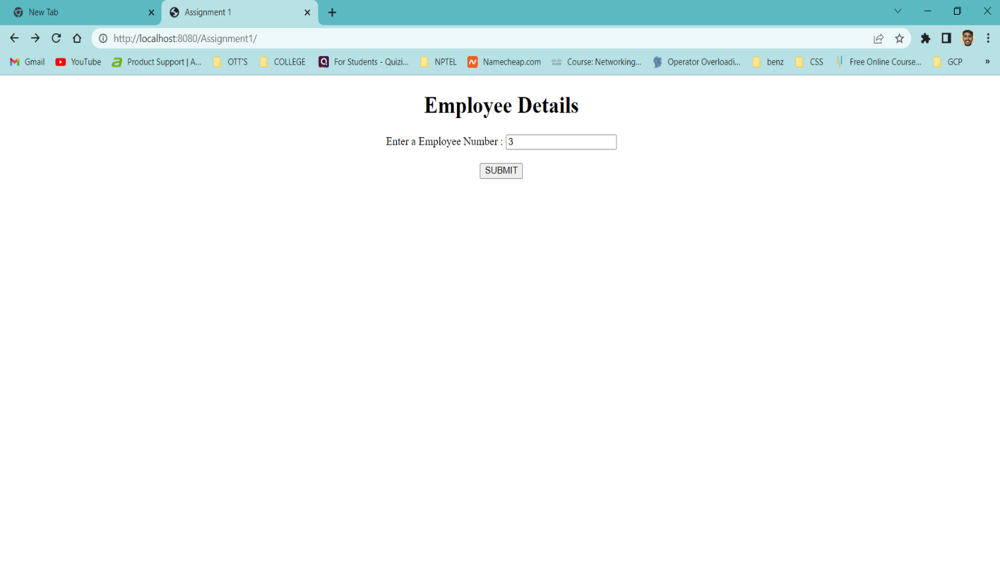 New Tab
Assignment 1
http://localhost:8080/Assignment1/
Gmail YouTube Product Support | A... OTT'S COLLEGE For Students - Quizi... NPTEL Namecheap.com Course: Networking... Operator Overloadi... benz CSS Free Online Course... GCP »
Employee Details
Enter a Employee Number : 3
SUBMIT